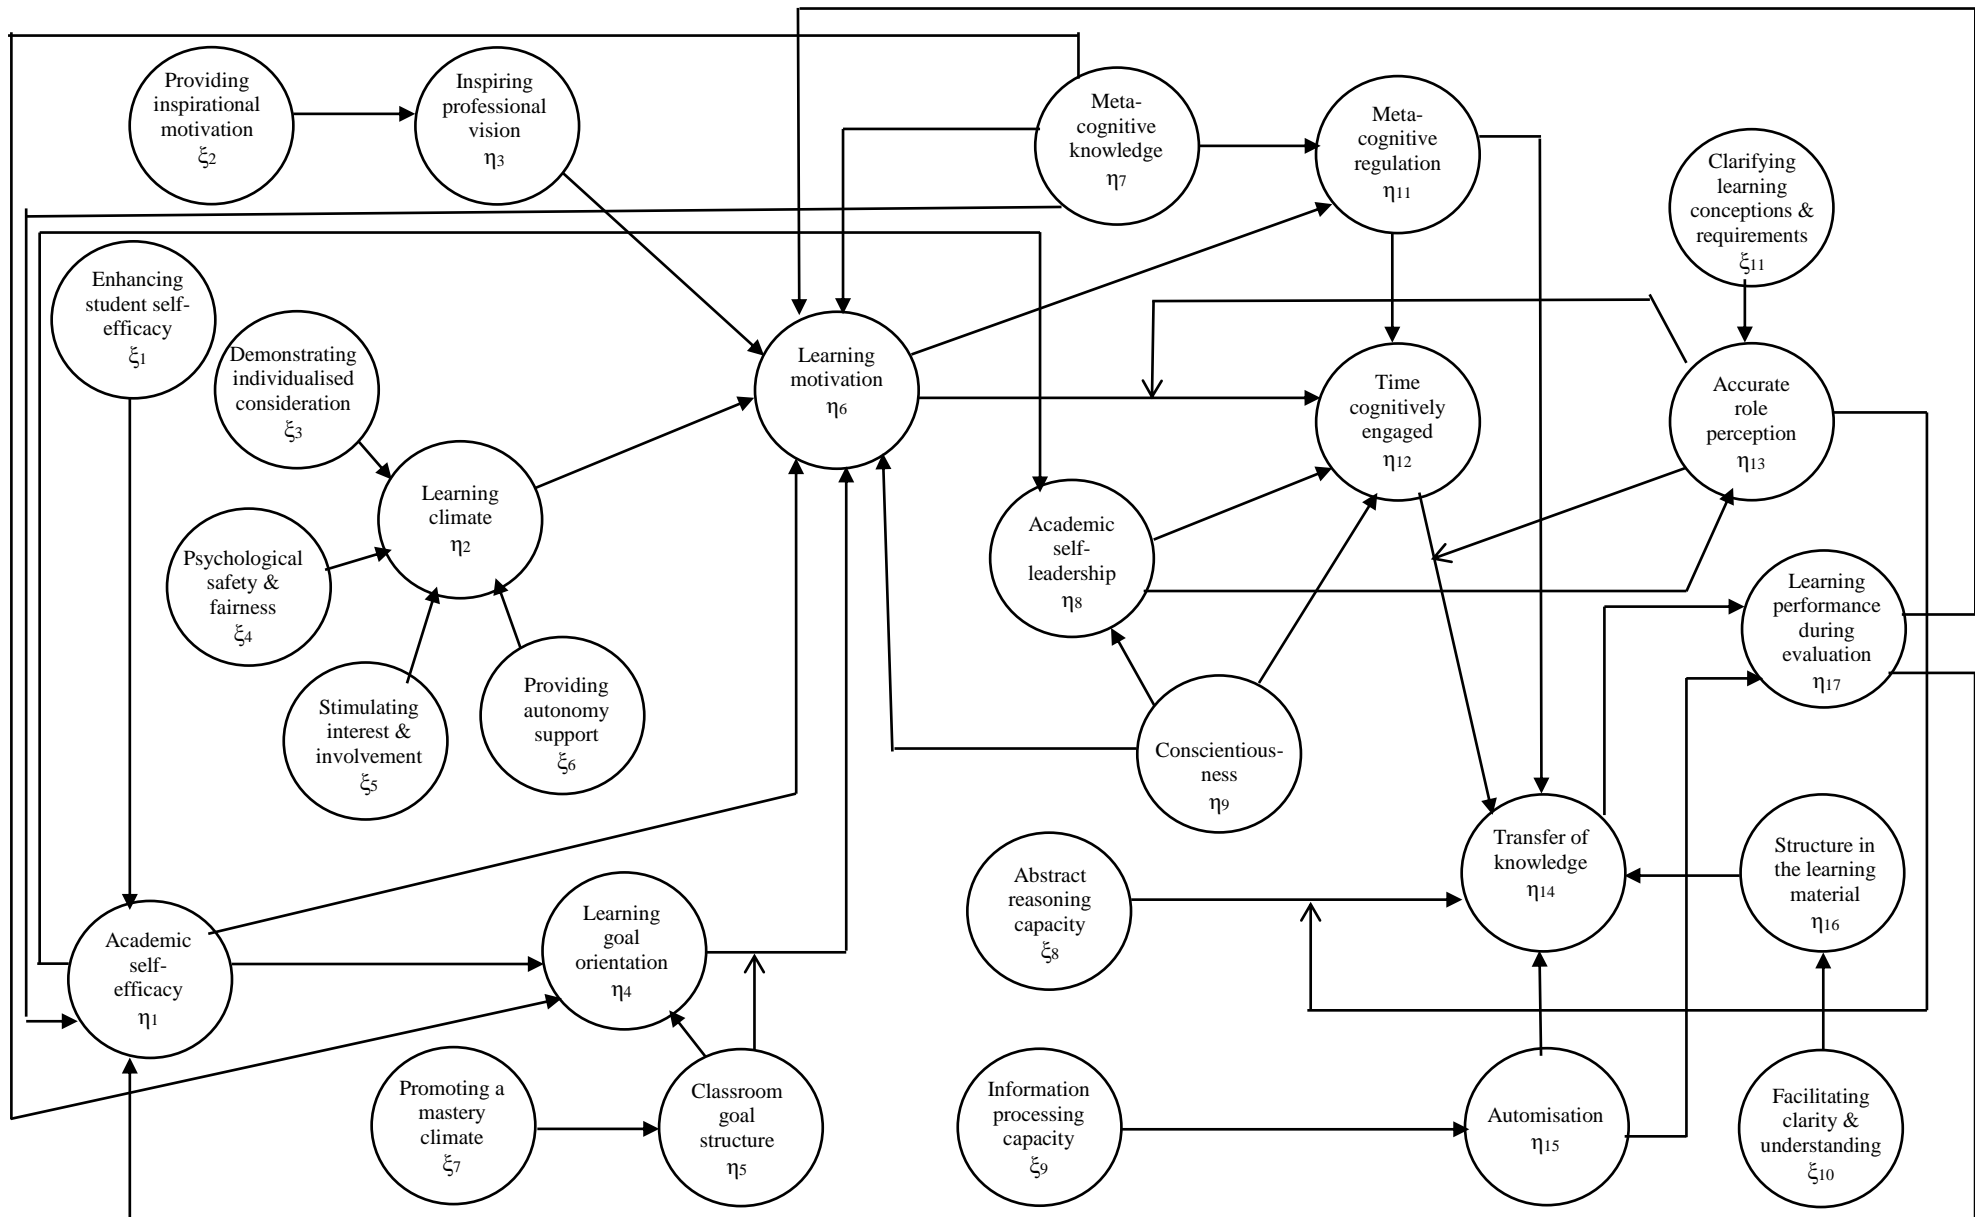 Providing
inspirational
motivation
ξ2
Inspiring
professional
vision
η3
Meta-
cognitive
knowledge
η7
Meta-
cognitive
regulation
η11
Clarifying
learning
conceptions &
requirements
ξ11
Enhancing
student self-
efficacy
ξ1
Demonstrating
individualised
consideration
ξ3
Learning
motivation
η6
Time
cognitively
engaged
η12
Accurate
role
perception
η13
Learning
climate
η2
Psychological
safety &
fairness
ξ4
Academic
self-
leadership
η8
Learning
performance
during
evaluation
η17
Stimulating
interest &
involvement
ξ5
Providing
autonomy
support
ξ6
Conscientious-
ness
η9
Transfer of
knowledge
η14
Structure in
the learning
material
η16
Abstract
reasoning
capacity
ξ8
Academic
self-
efficacy
η1
Learning
goal
orientation
η4
Promoting a
mastery
climate
ξ7
Classroom
goal
structure
η5
Information
processing
capacity
ξ9
Automisation
η15
Facilitating
clarity &
understanding
ξ10